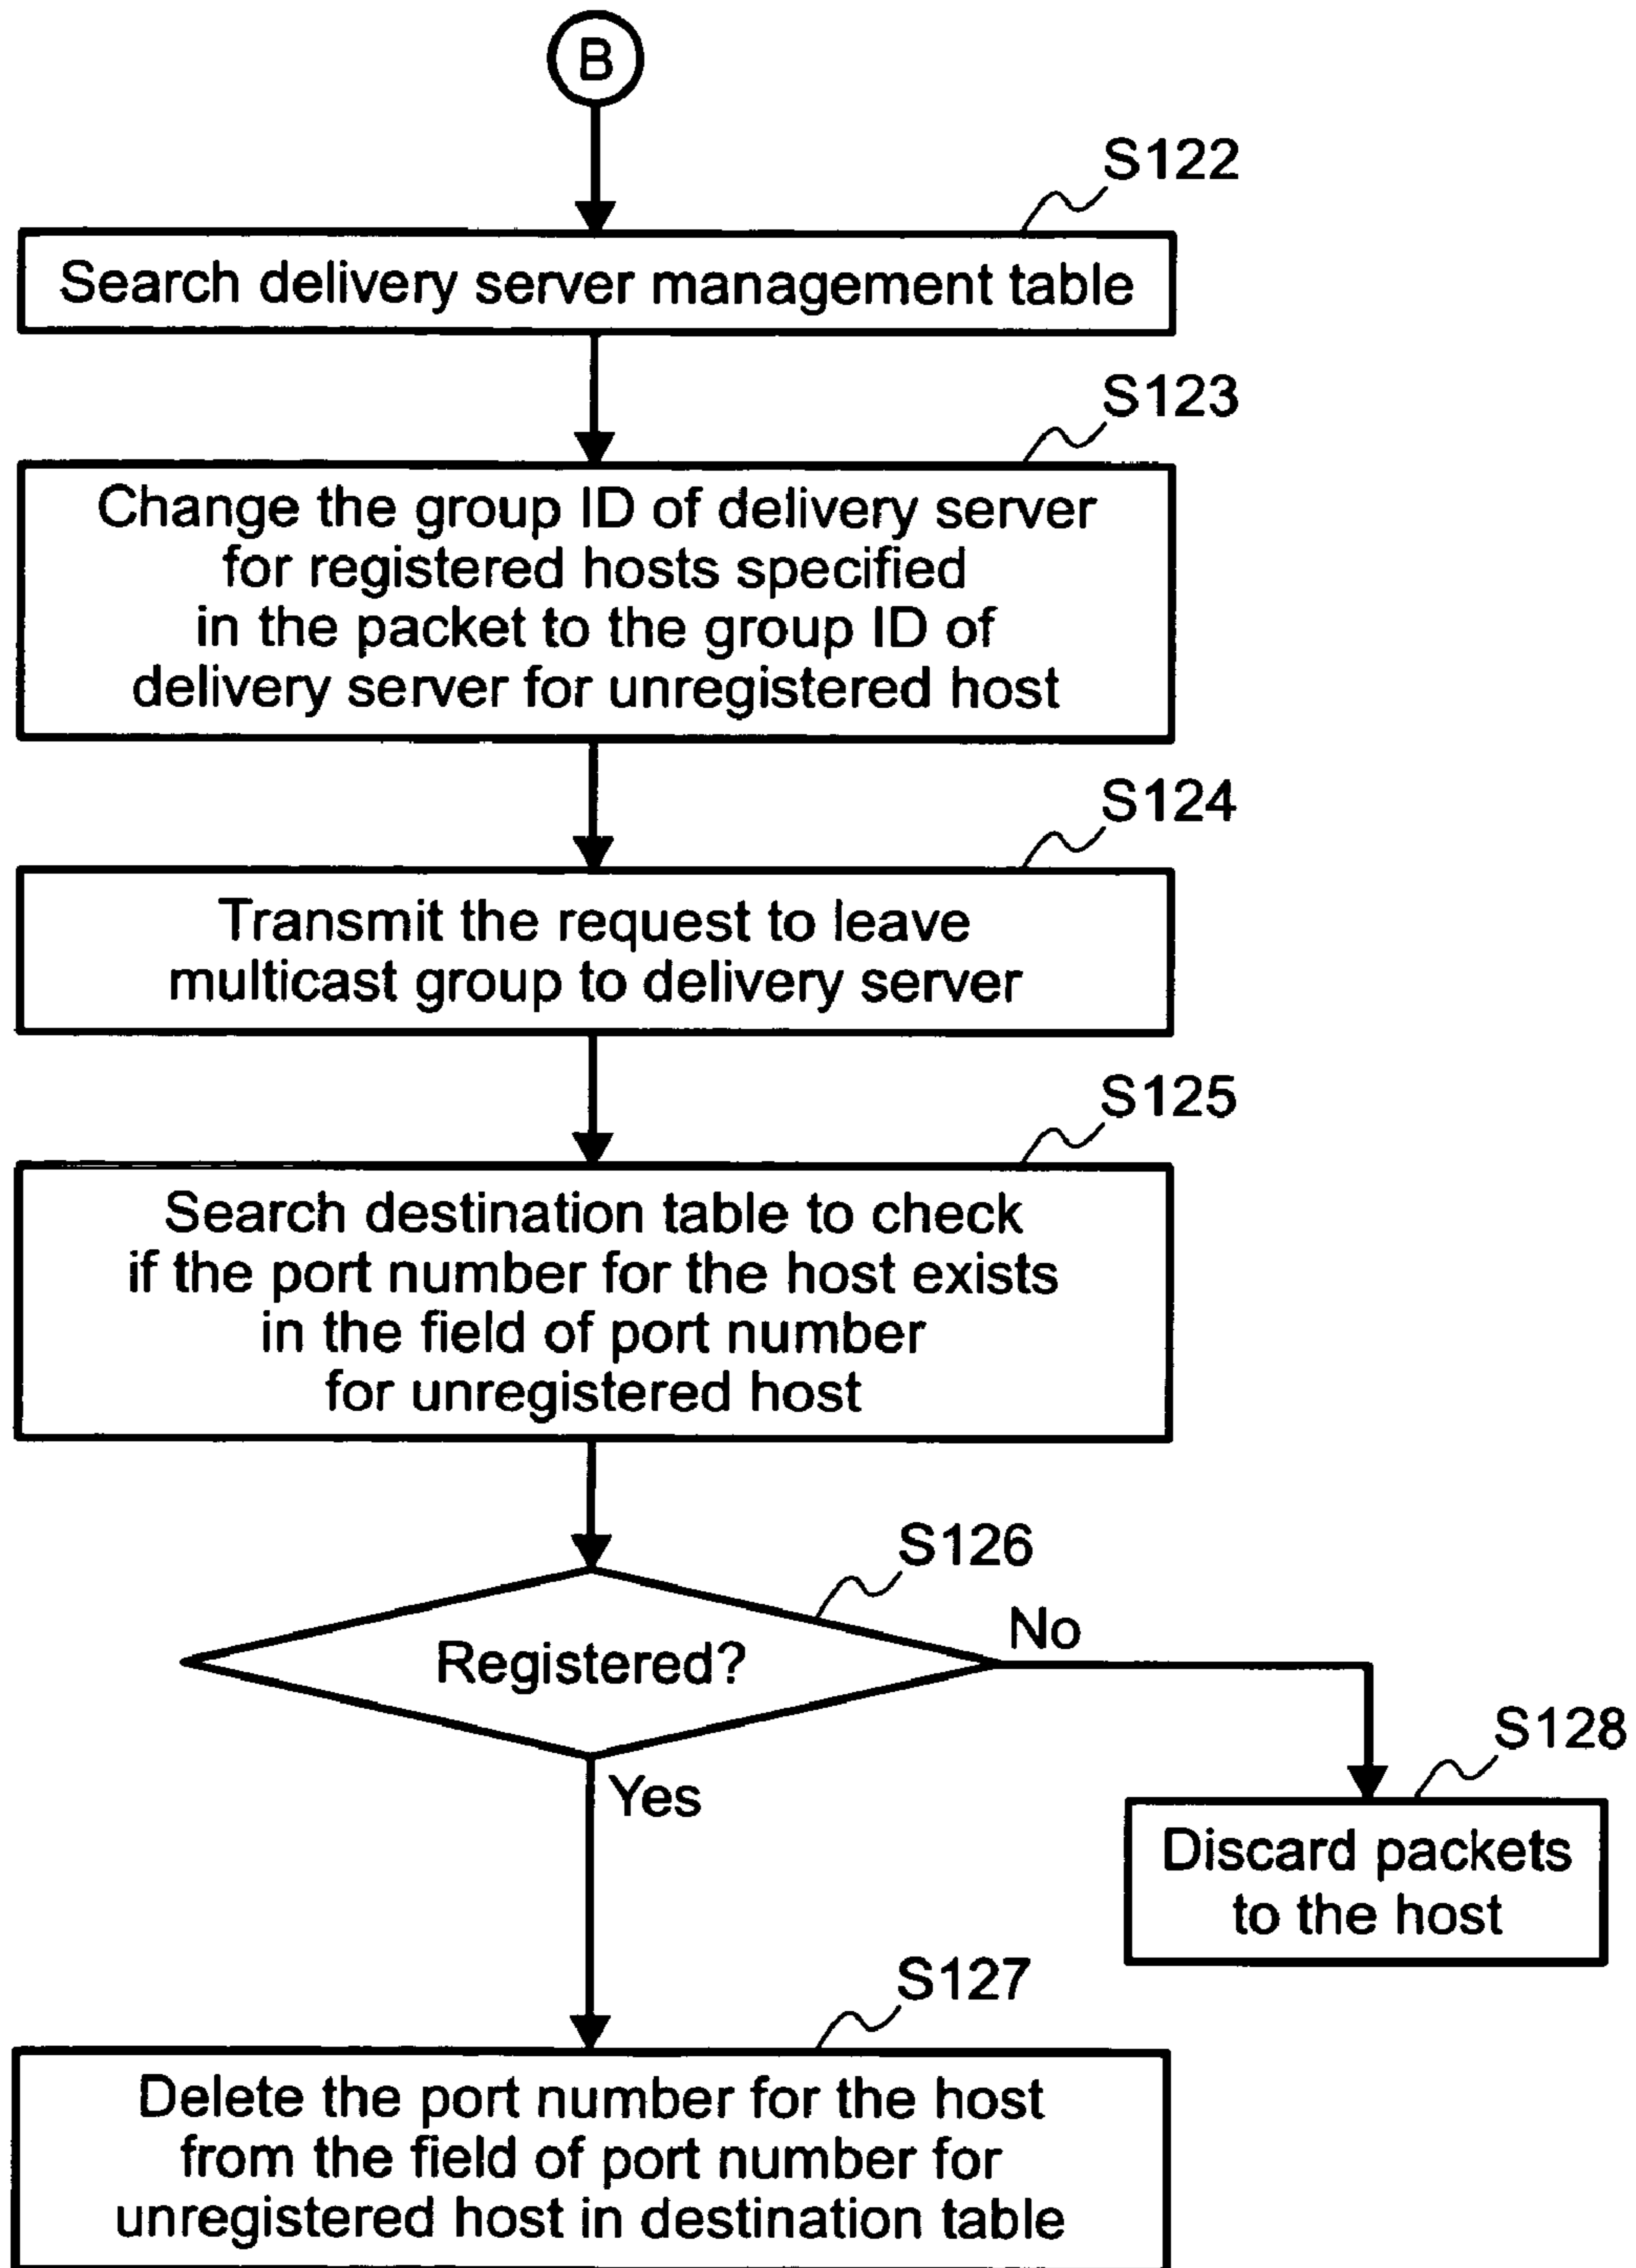 B
S122
Search delivery server management table
S123
Change the group ID of delivery server
for registered hosts specified
in the packet to the group ID of
delivery server for unregistered host
S124
Transmit the request to leave
multicast group to delivery server
S125
Search destination table to check
if the port number for the host exists
in the field of port number
for unregistered host
S126
Registered?
No
Yes
S128
Discard packets
to the host
S127
Delete the port number for the host
from the field of port number for
unregistered host in destination table